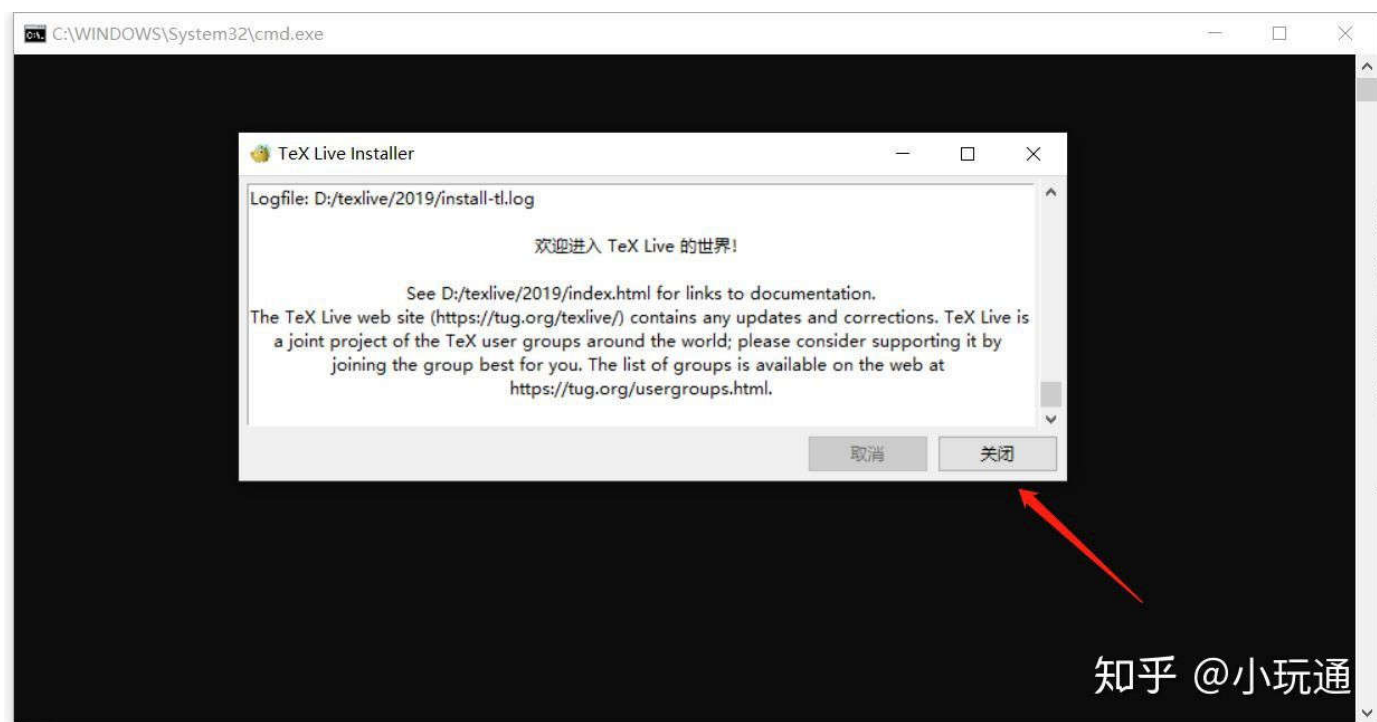 C:\WINDOWS\System32\cmd.exe
TeX Live Installer
Logfile: D:/texlive/2019/install-tl.log
欢迎进入 TeX Live 的世界!
See D:/texlive/2019/index.html for links to documentation.
The TeX Live web site (https://tug.org/texlive/) contains any updates and corrections. TeX Live is
a joint project of the TeX user groups around the world; please consider supporting it by
joining the group best for you. The list of groups is available on the web at
https://tug.org/usergroups.html.
取消 关闭
知乎 @小玩通